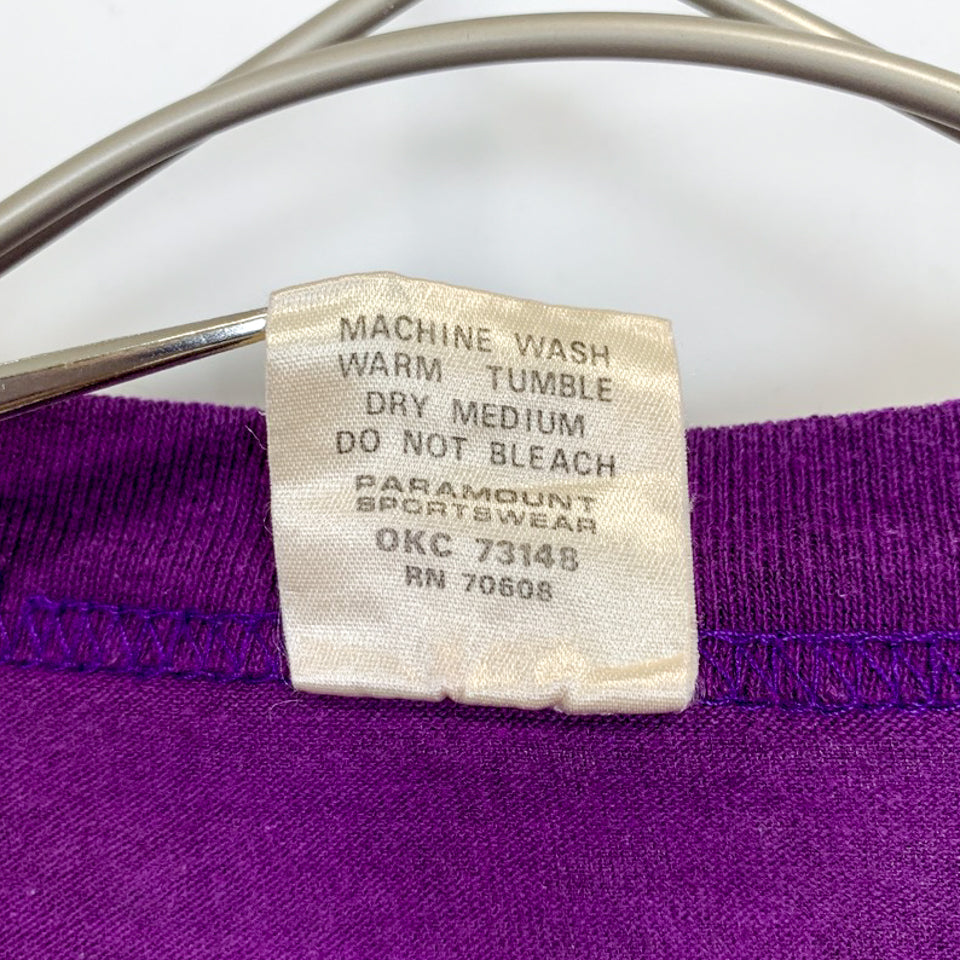 MACHINE WASH
WARM TUMBLE
DRY MEDIUM
DO NOT BLEACH
PARAMOUNT
SPORTSWEAR
OKC 73148
RN 70608